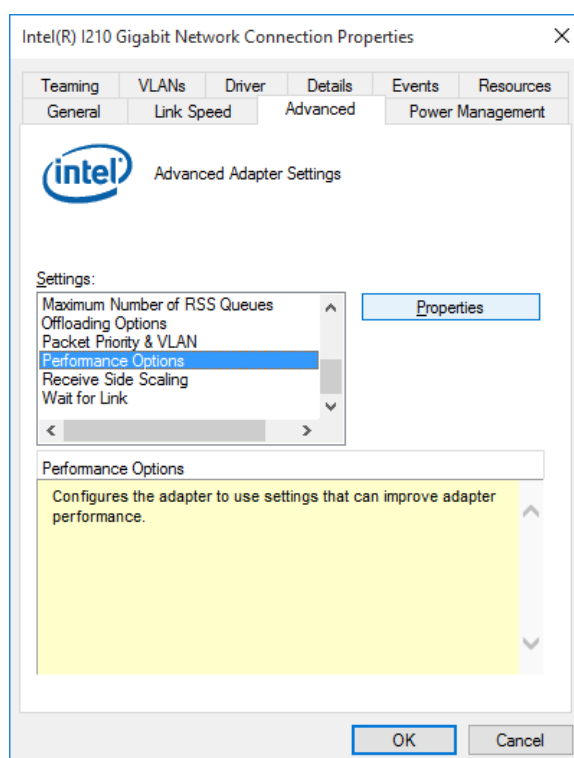 Intel(R) I210 Gigabit Network Connection Properties
Teaming VLANs Driver Details Events Resources
General Link Speed Advanced Power Management
intel
Advanced Adapter Settings
Settings:
Maximum Number of RSS Queues
Offloading Options
Packet Priority & VLAN
Performance Options
Receive Side Scaling
Wait for Link
Properties
Performance Options
Configures the adapter to use settings that can improve adapter
performance.
OK Cancel